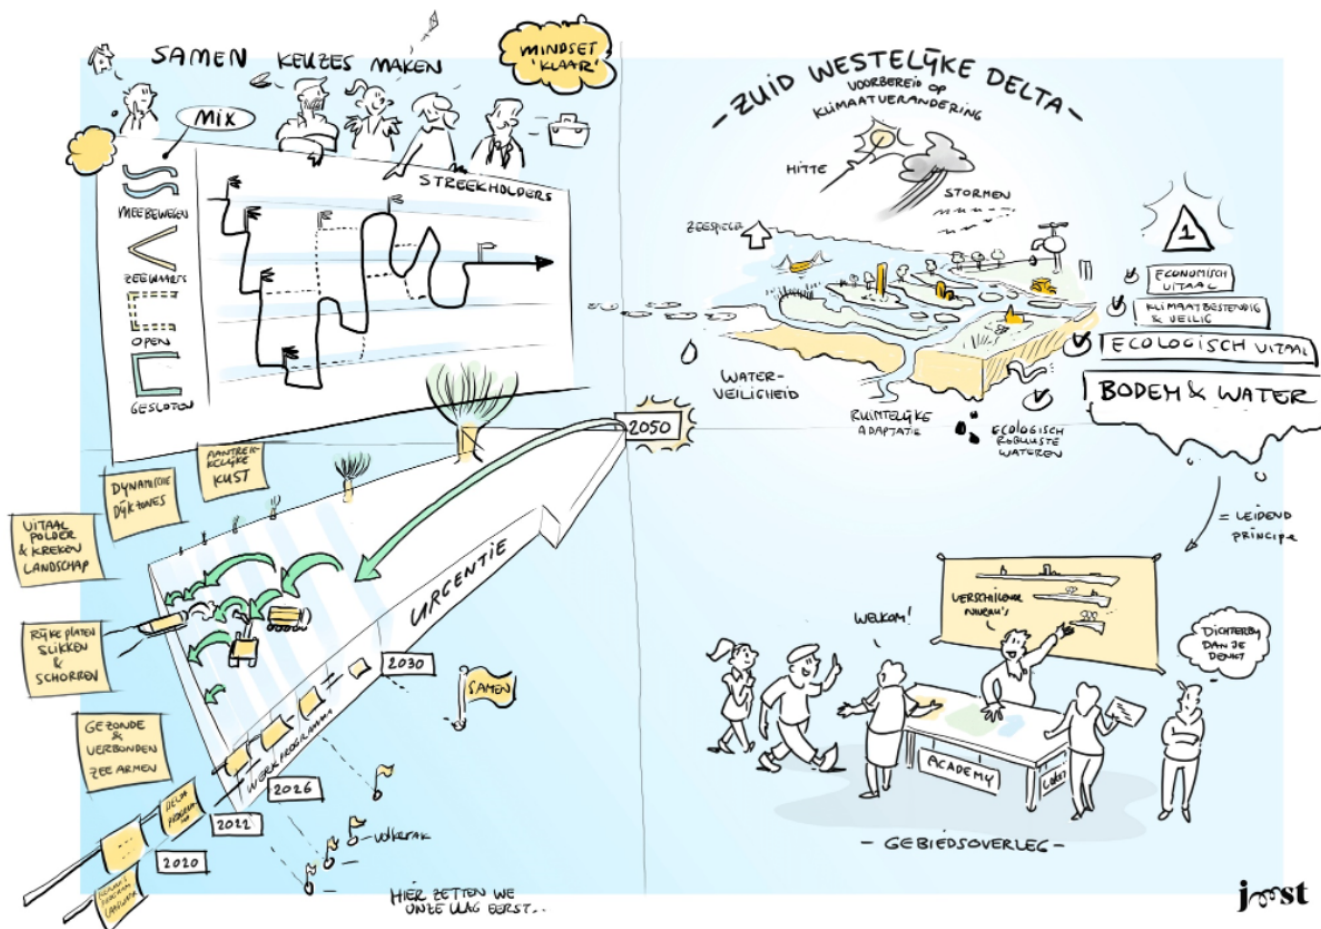 SAMEN KEUZES MAKEN
MINDSET
'KLAAR'
MIX
STREEKHOLDERS
MEEBEWEGEN
ZEEWAARTS
OPEN
GESLOTEN
- ZUID WESTELIJKE DELTA -
VOORBEREID OP
KLIMAATVERANDERING
HITTE
STORMEN
ZEESPIEGEL
1
ECONOMISCH
VITAAL
KLIMAATBESTENDIG
& VEILIG
ECOLOGISCH VITAAL
BODEM & WATER
WATER-
VEILIGHEID
RUIMTELIJKE
ADAPTATIE
ECOLOGISCH
ROBUUSTE
WATEREN
= LEIDEND
PRINCIPE
2050
AANTREK-
KELIJKE
KUST
DYNAMISCHE
DIJKZONES
VITAAL
POLDER
& KREKEN
LANDSCHAP
RIJKE PLATEN
SLIKKEN
&
SCHORREN
GEZONDE
&
VERBONDEN
ZEE ARMEN
URGENTIE
WERKPROGRAMMA
2030
2026
2022
2020
DELTA
PROGRAMMA
SAMEN
VOLKERAK
HIER ZETTEN WE
ONZE VLAG EERST..
VERSCHILLENDE
NIVEAU'S
WELKOM!
DICHTERBIJ
DAN JE
DENKT
ACADEMY
- GEBIEDSOVERLEG -
joost